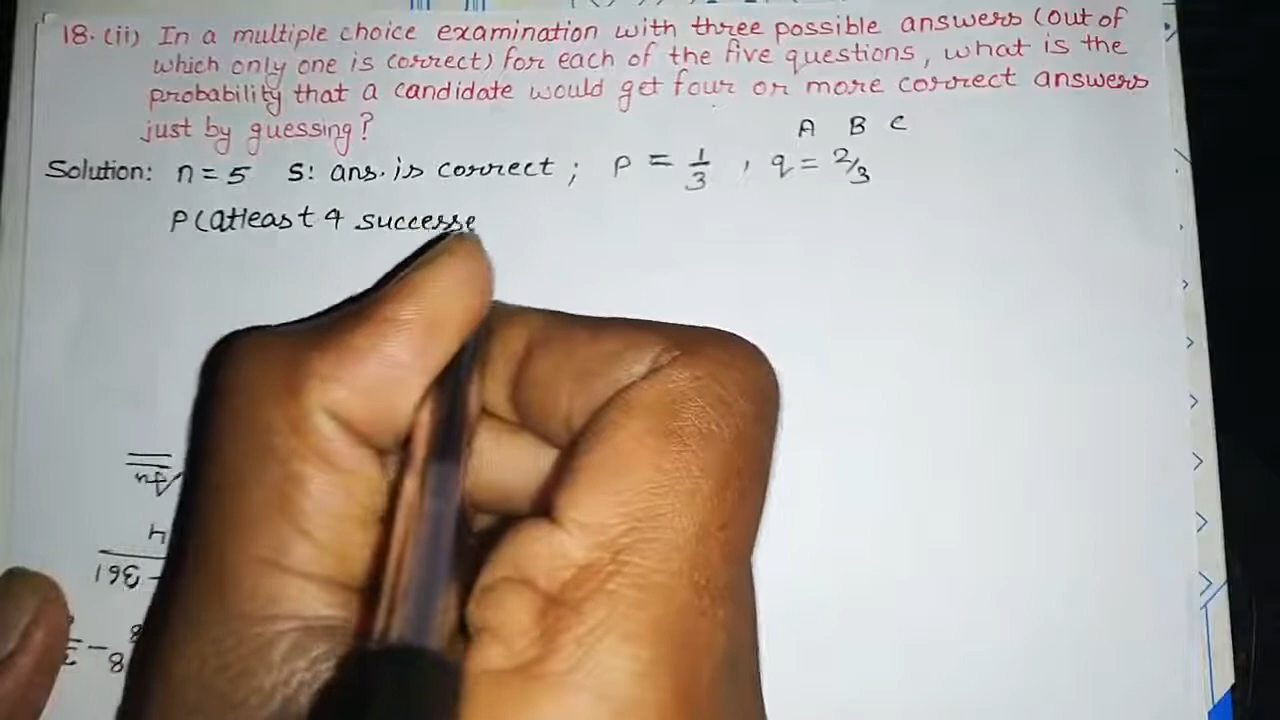 18. (ii) In a multiple choice examination with three possible answers (out of
which only one is correct) for each of the five questions, what is the
probability that a candidate would get four or more correct answers
just by guessing?
A B C
Solution: n = 5 S: ans. is correct ; p = 1/3 , q = 2/3
P(atleast 4 successe